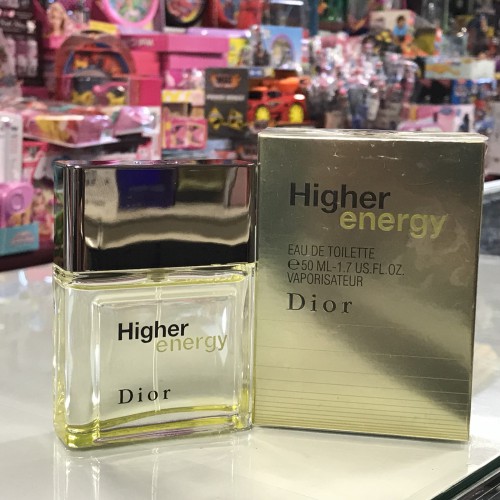 Higher
energy
Dior
Higher
energy
EAU DE TOILETTE
℮50 ML-1.7 US.FL.OZ.
VAPORISATEUR
Dior